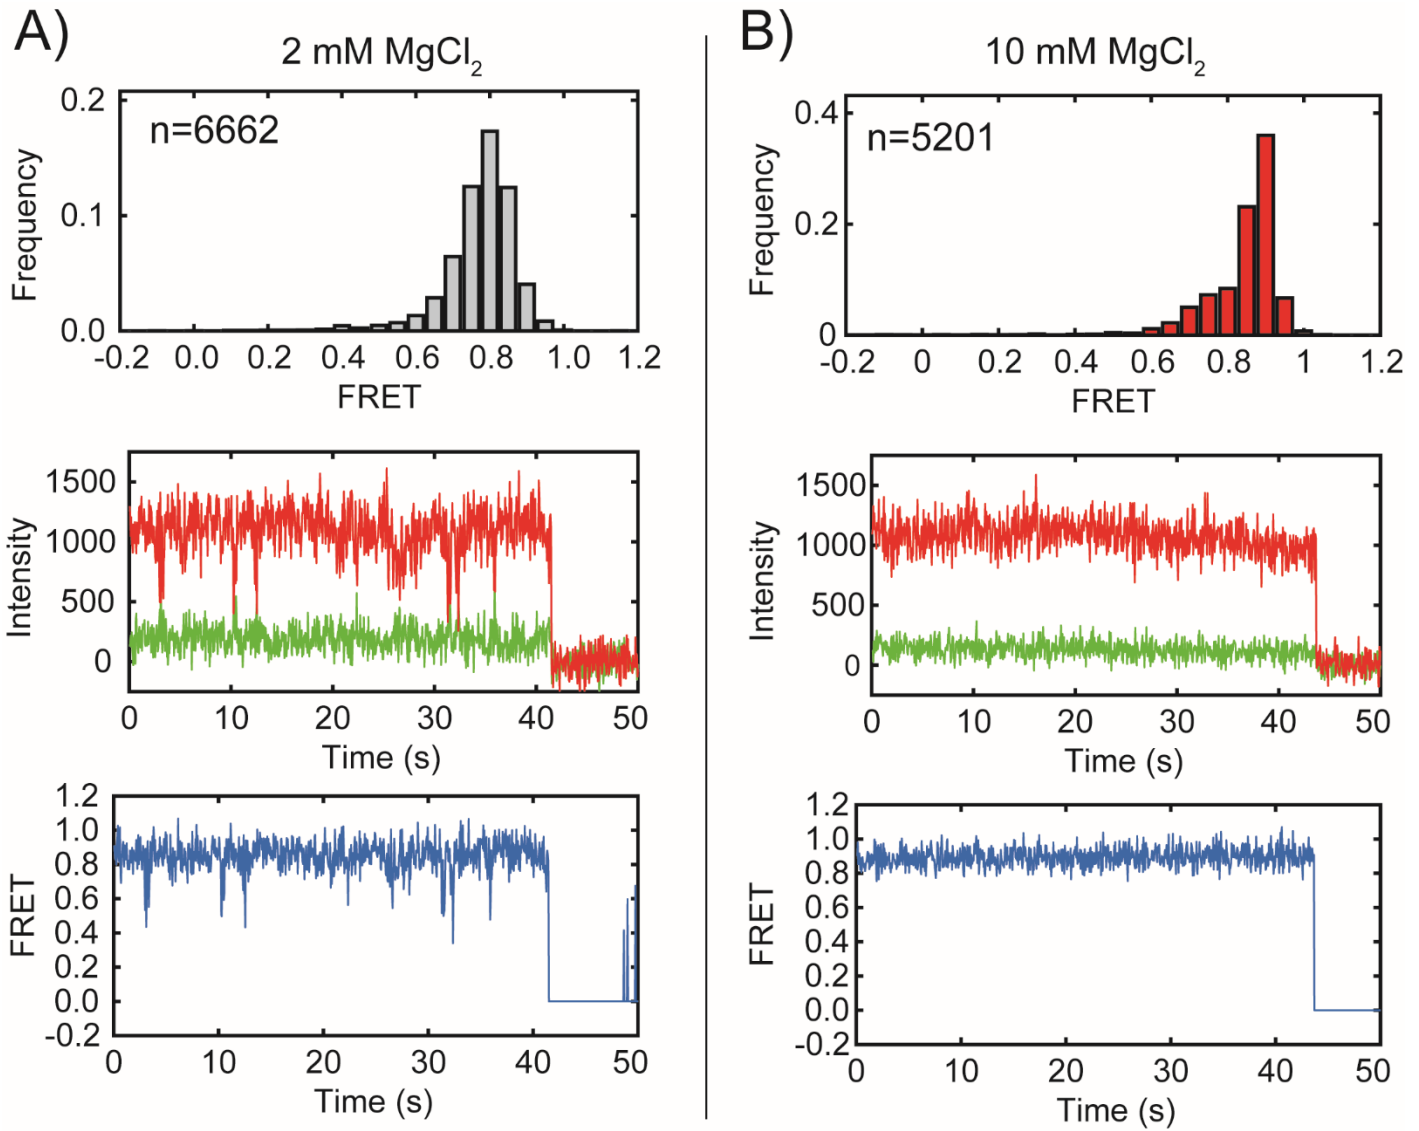 A)
2 mM MgCl₂
n=6662
Frequency
0.2
0.1
0.0
-0.2 0.0 0.2 0.4 0.6 0.8 1.0 1.2
FRET
Intensity
1500
1000
500
0
0 10 20 30 40 50
Time (s)
FRET
1.2
1.0
0.8
0.6
0.4
0.2
0.0
-0.2
0 10 20 30 40 50
Time (s)
B)
10 mM MgCl₂
n=5201
Frequency
0.4
0.2
0
-0.2 0 0.2 0.4 0.6 0.8 1 1.2
FRET
Intensity
1500
1000
500
0
0 10 20 30 40 50
Time (s)
FRET
1.2
1.0
0.8
0.6
0.4
0.2
0.0
-0.2
0 10 20 30 40 50
Time (s)